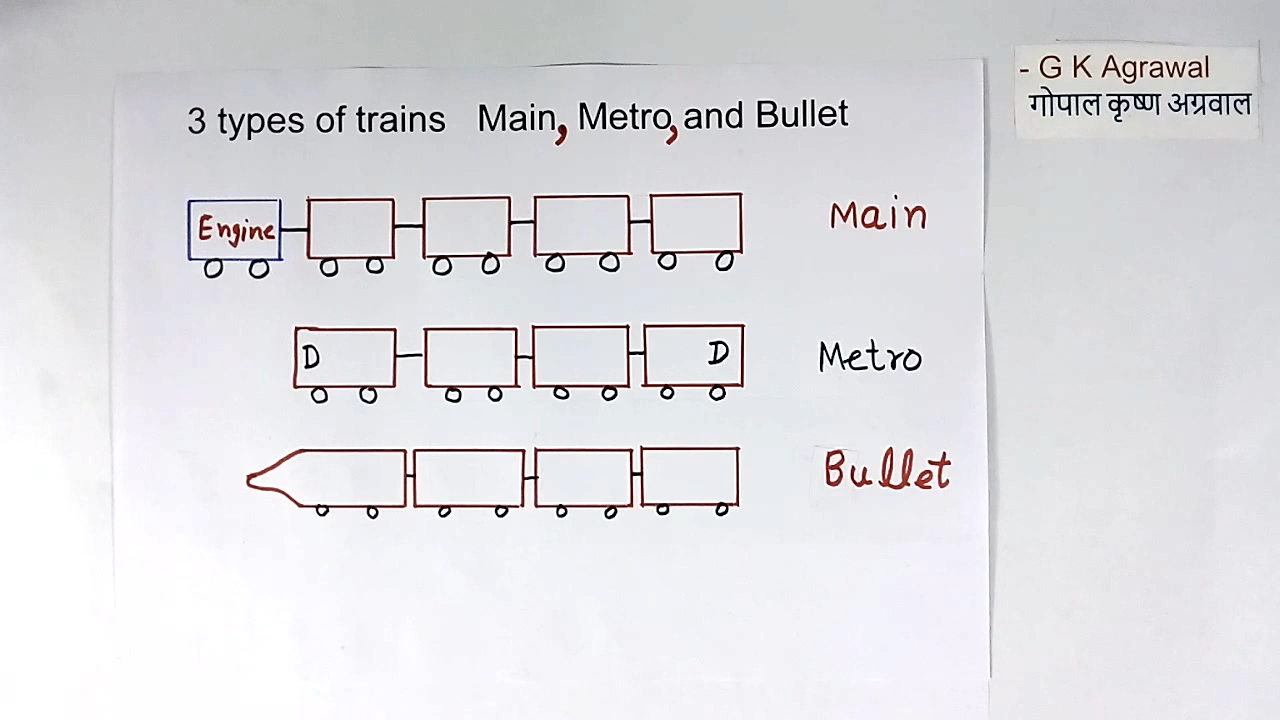 3 types of trains Main, Metro, and Bullet
- G K Agrawal
गोपाल कृष्ण अग्रवाल
Engine
Main
D
D
Metro
Bullet